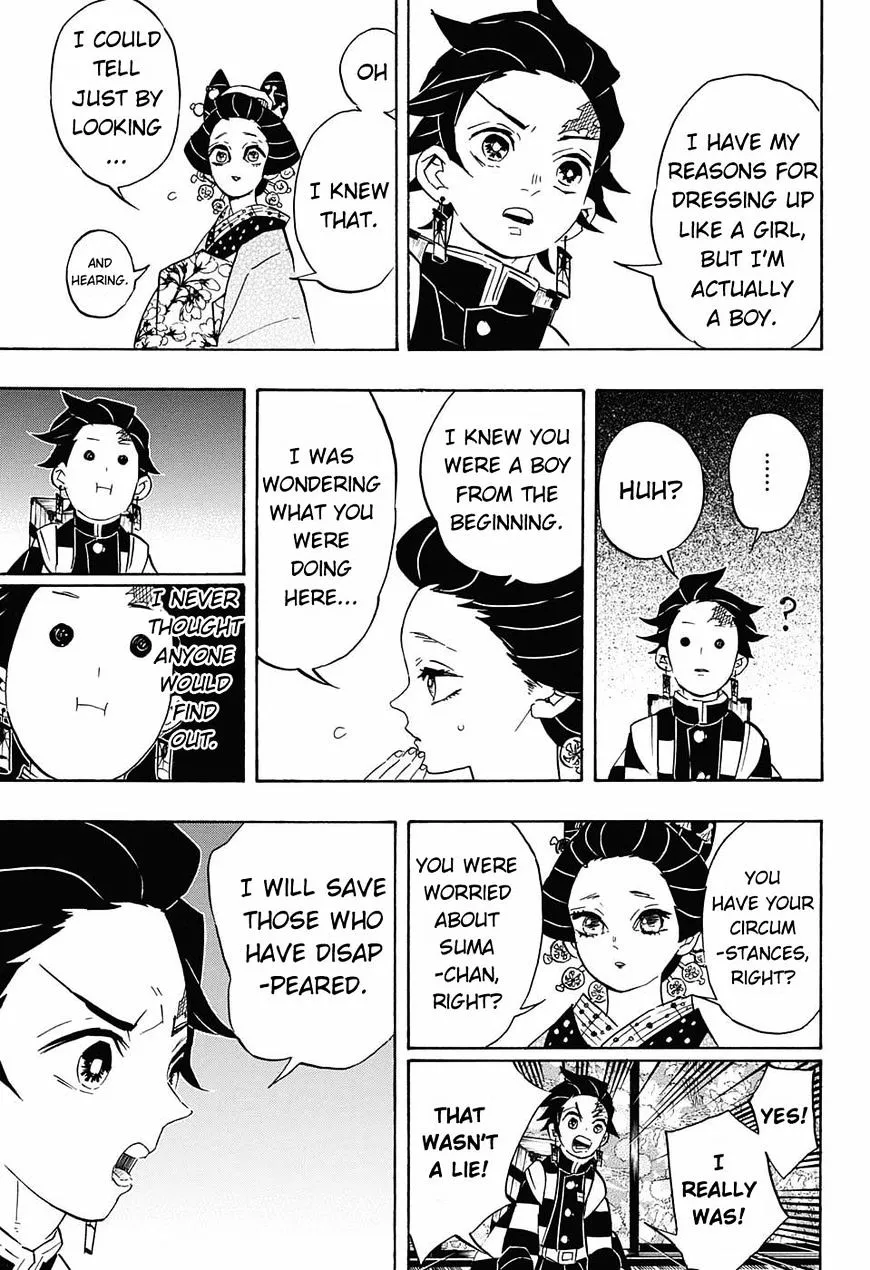 I HAVE MY
REASONS FOR
DRESSING UP
LIKE A GIRL,
BUT I'M
ACTUALLY
A BOY.
OH
I KNEW
THAT.
I COULD
TELL
JUST BY
LOOKING
...
AND
HEARING.
......
HUH?
?
I KNEW YOU
WERE A BOY
FROM THE
BEGINNING.
I WAS
WONDERING
WHAT YOU
WERE
DOING
HERE...
I NEVER
THOUGHT
ANYONE
WOULD
FIND
OUT.
YOU
HAVE YOUR
CIRCUM
-STANCES,
RIGHT?
YOU WERE
WORRIED
ABOUT
SUMA
-CHAN,
RIGHT?
YES!
I
REALLY
WAS!
THAT
WASN'T
A LIE!
I WILL SAVE
THOSE WHO
HAVE DISAP
-PEARED.